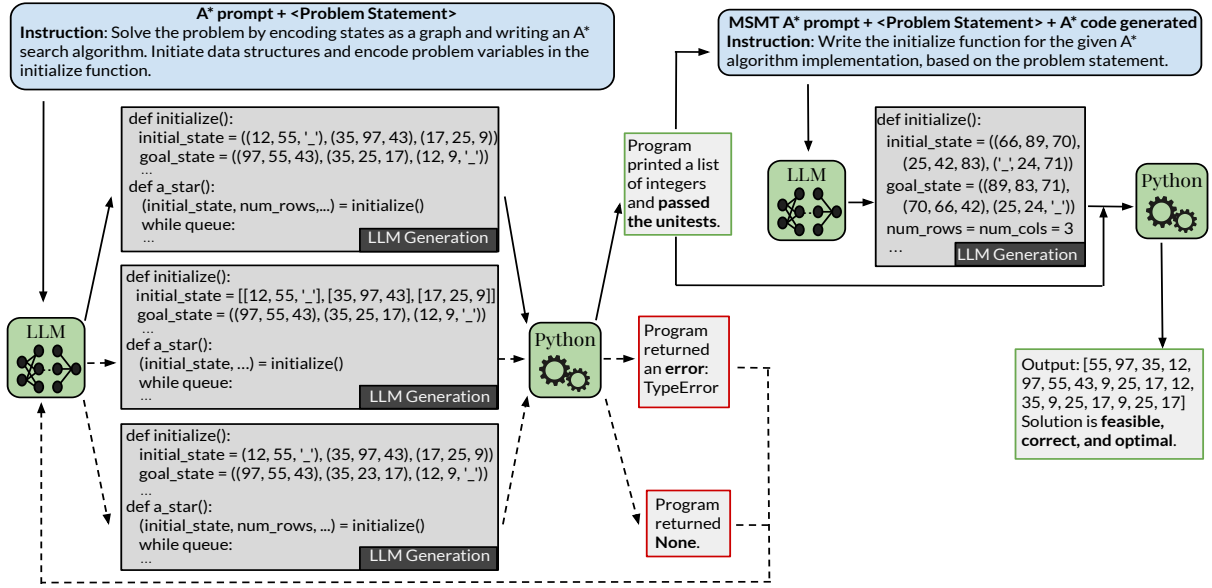 A* prompt + <Problem Statement>
Instruction: Solve the problem by encoding states as a graph and writing an A*
search algorithm. Initiate data structures and encode problem variables in the
initialize function.
MSMT A* prompt + <Problem Statement> + A* code generated
Instruction: Write the initialize function for the given A*
algorithm implementation, based on the problem statement.
LLM
def initialize():
initial_state = ((12, 55, '_'), (35, 97, 43), (17, 25, 9))
goal_state = ((97, 55, 43), (35, 25, 17), (12, 9, '_'))
...
def a_star():
(initial_state, num_rows,...) = initialize()
while queue:
...
LLM Generation
def initialize():
initial_state = [[12, 55, '_'], [35, 97, 43], [17, 25, 9]]
goal_state = ((97, 55, 43), (35, 25, 17), (12, 9, '_'))
...
def a_star():
(initial_state, ...) = initialize()
while queue:
...
LLM Generation
def initialize():
initial_state = (12, 55, '_'), (35, 97, 43), (17, 25, 9))
goal_state = ((97, 55, 43), (35, 23, 17), (12, 9, '_'))
...
def a_star():
(initial_state, num_rows, ...) = initialize()
while queue:
...
LLM Generation
Python
Program
printed a list
of integers
and passed
the unitests.
Program
returned
an error:
TypeError
Program
returned
None.
LLM
def initialize():
initial_state = ((66, 89, 70),
(25, 42, 83), ('_', 24, 71))
goal_state = ((89, 83, 71),
(70, 66, 42), (25, 24, '_'))
num_rows = num_cols = 3
...
LLM Generation
Python
Output: [55, 97, 35, 12,
97, 55, 43, 9, 25, 17, 12,
35, 9, 25, 17, 9, 25, 17]
Solution is feasible,
correct, and optimal.